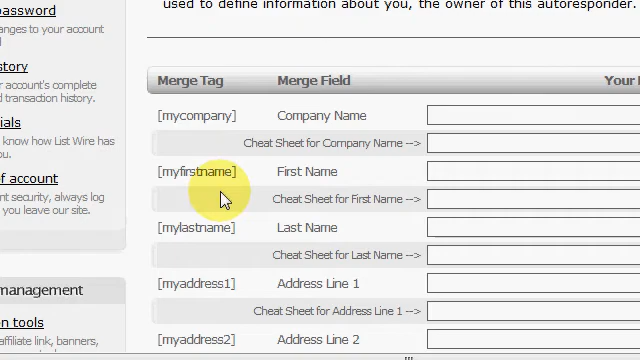 used to define information about you, the owner of this autoresponder.
password
anges to your account
Merge Tag Merge Field Your
story
r account's complete
d transaction history.
[mycompany] Company Name
ials
know how List Wire has
ou.
Cheat Sheet for Company Name -->
[myfirstname] First Name
of account
nt security, always log
you leave our site.
Cheat Sheet for First Name -->
[mylastname] Last Name
Cheat Sheet for Last Name -->
management
[myaddress1] Address Line 1
Cheat Sheet for Address Line 1 -->
on tools
affiliate link, banners,
[myaddress2] Address Line 2